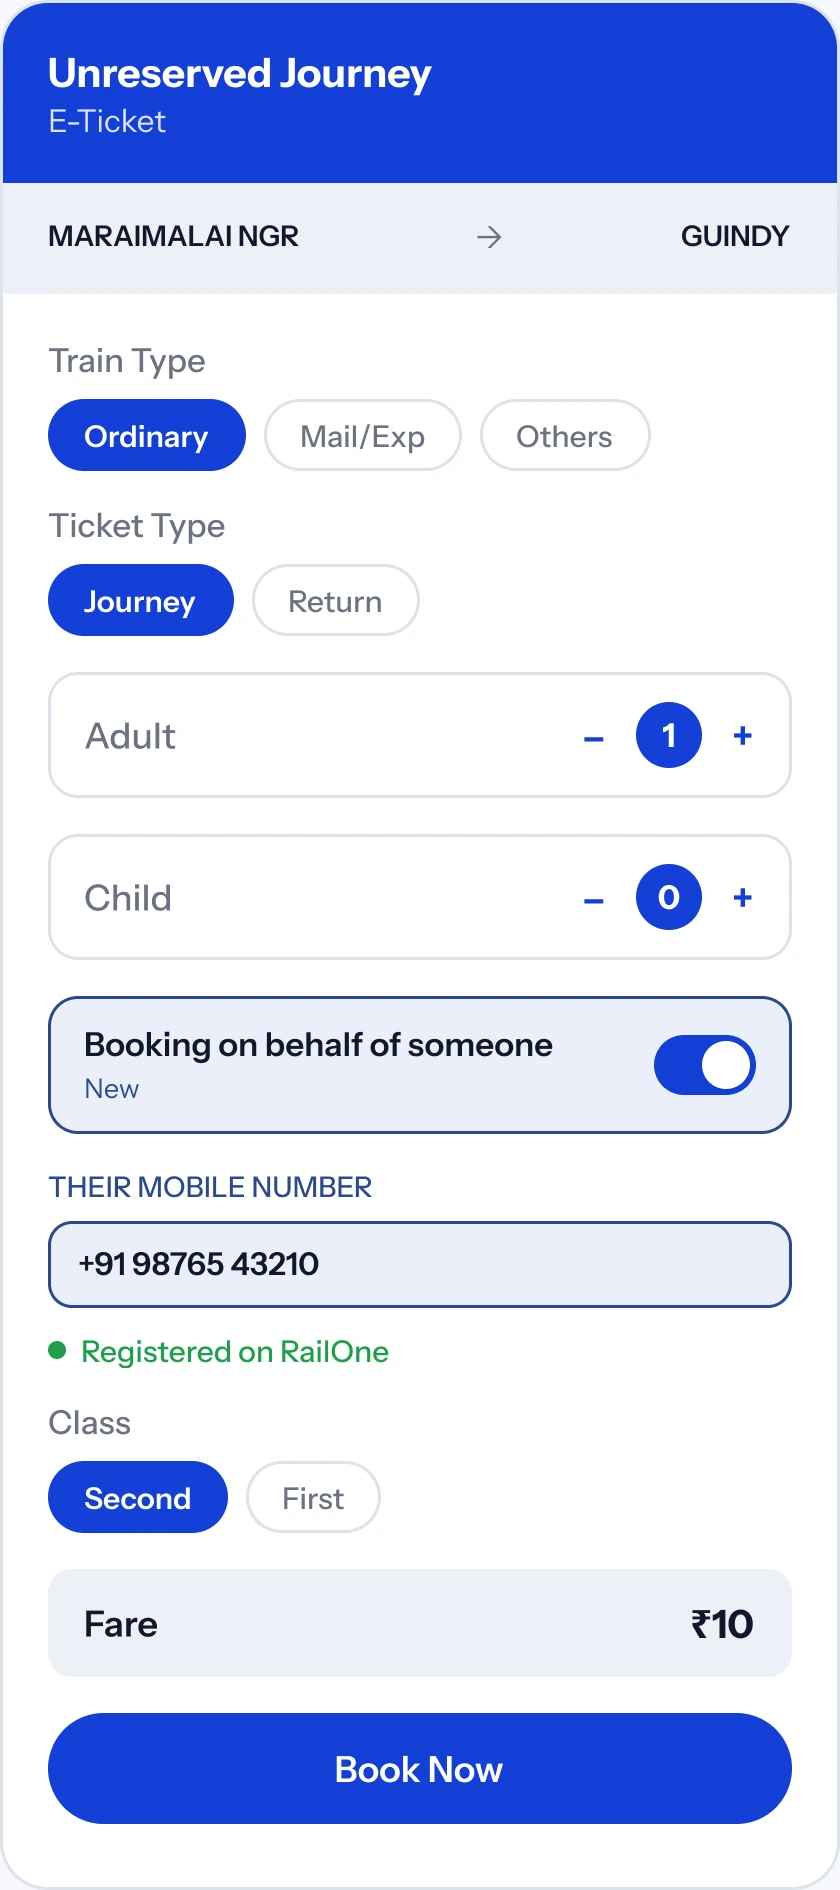 Unreserved Journey
E-Ticket
MARAIMALAI NGR → GUINDY
Train Type
Ordinary Mail/Exp Others
Ticket Type
Journey Return
Adult – 1 +
Child – 0 +
Booking on behalf of someone
New
THEIR MOBILE NUMBER
+91 98765 43210
Registered on RailOne
Class
Second First
Fare ₹10
Book Now